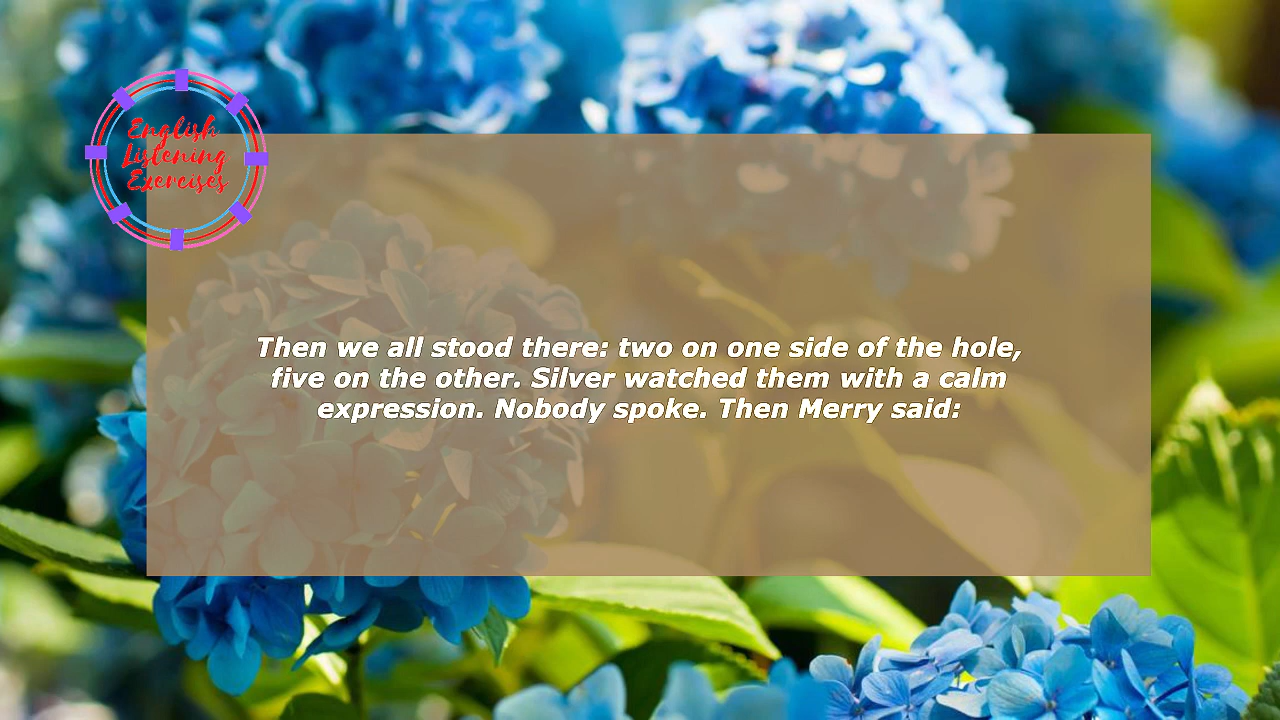 English
Listening
Exercises
Then we all stood there: two on one side of the hole,
five on the other. Silver watched them with a calm
expression. Nobody spoke. Then Merry said: